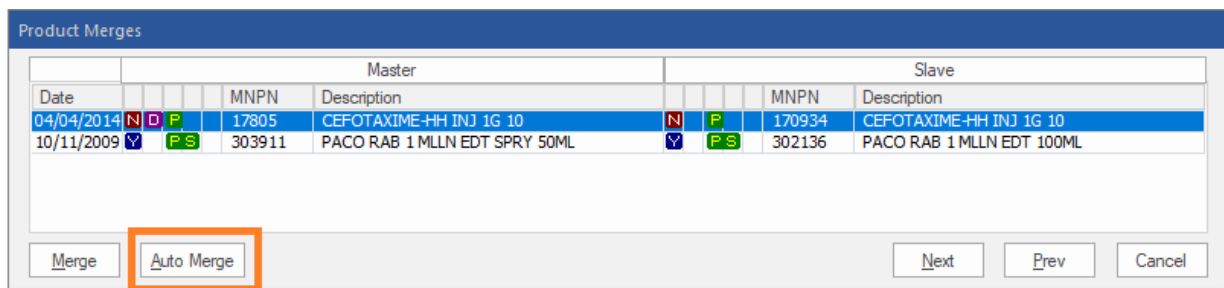 Product Merges
Master Slave
Date MNPN Description MNPN Description
04/04/2014 N D P 17805 CEFOTAXIME-HH INJ 1G 10 N P 170934 CEFOTAXIME-HH INJ 1G 10
10/11/2009 Y P S 303911 PACO RAB 1 MLLN EDT SPRY 50ML Y P S 302136 PACO RAB 1 MLLN EDT 100ML
Merge Auto Merge Next Prev Cancel